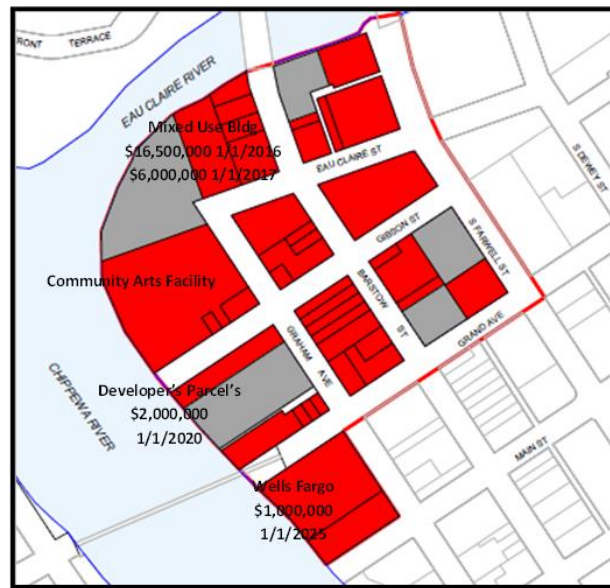 FRONT TERRACE
EAU CLAIRE RIVER
Mixed Use Bldg
$16,500,000 1/1/2016
$6,000,000 1/1/2017
EAU CLAIRE ST
S DEWEY ST
GIBSON ST
S FARWELL ST
Community Arts Facility
BARSTOW ST
GRAHAM AVE
GRAND AVE
CHIPPEWA RIVER
Developer's Parcel's
$2,000,000
1/1/2020
MAIN ST
Wells Fargo
$1,000,000
1/1/2025